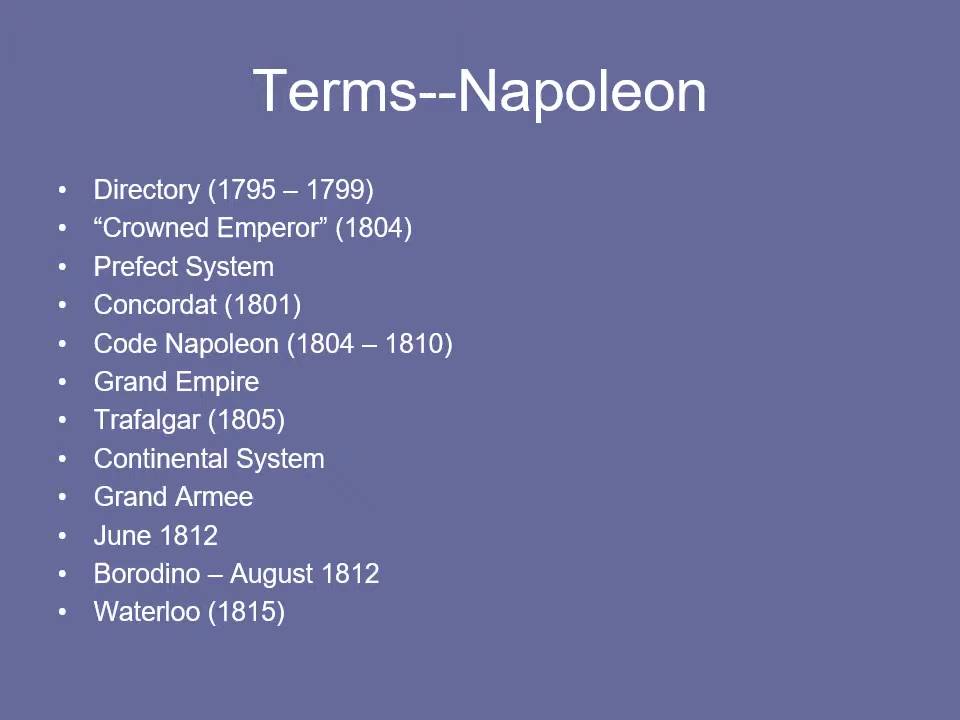 Terms--Napoleon
• Directory (1795 – 1799)
• “Crowned Emperor” (1804)
• Prefect System
• Concordat (1801)
• Code Napoleon (1804 – 1810)
• Grand Empire
• Trafalgar (1805)
• Continental System
• Grand Armee
• June 1812
• Borodino – August 1812
• Waterloo (1815)